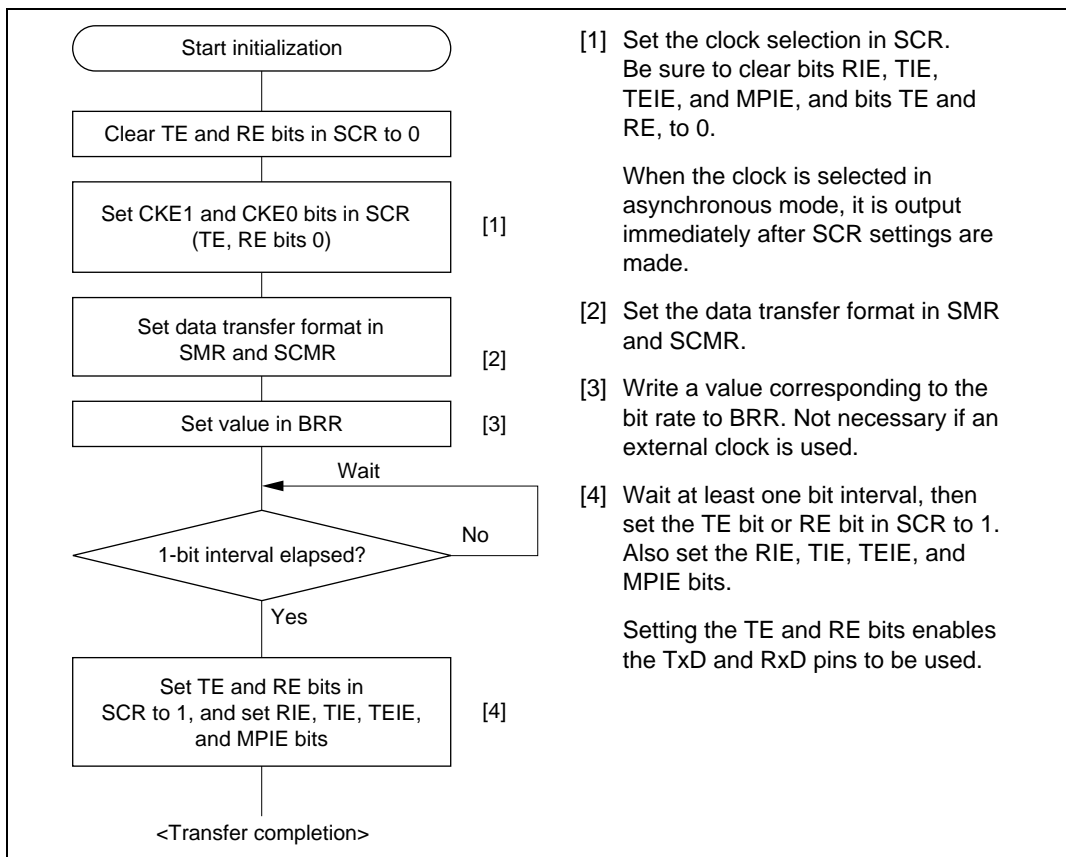 Start initialization
Clear TE and RE bits in SCR to 0
Set CKE1 and CKE0 bits in SCR
(TE, RE bits 0)
[1]
Set data transfer format in
SMR and SCMR
[2]
Set value in BRR
[3]
Wait
No
1-bit interval elapsed?
Yes
Set TE and RE bits in
SCR to 1, and set RIE, TIE, TEIE,
and MPIE bits
[4]
<Transfer completion>
[1] Set the clock selection in SCR.
Be sure to clear bits RIE, TIE,
TEIE, and MPIE, and bits TE and
RE, to 0.
When the clock is selected in
asynchronous mode, it is output
immediately after SCR settings are
made.
[2] Set the data transfer format in SMR
and SCMR.
[3] Write a value corresponding to the
bit rate to BRR. Not necessary if an
external clock is used.
[4] Wait at least one bit interval, then
set the TE bit or RE bit in SCR to 1.
Also set the RIE, TIE, TEIE, and
MPIE bits.
Setting the TE and RE bits enables
the TxD and RxD pins to be used.